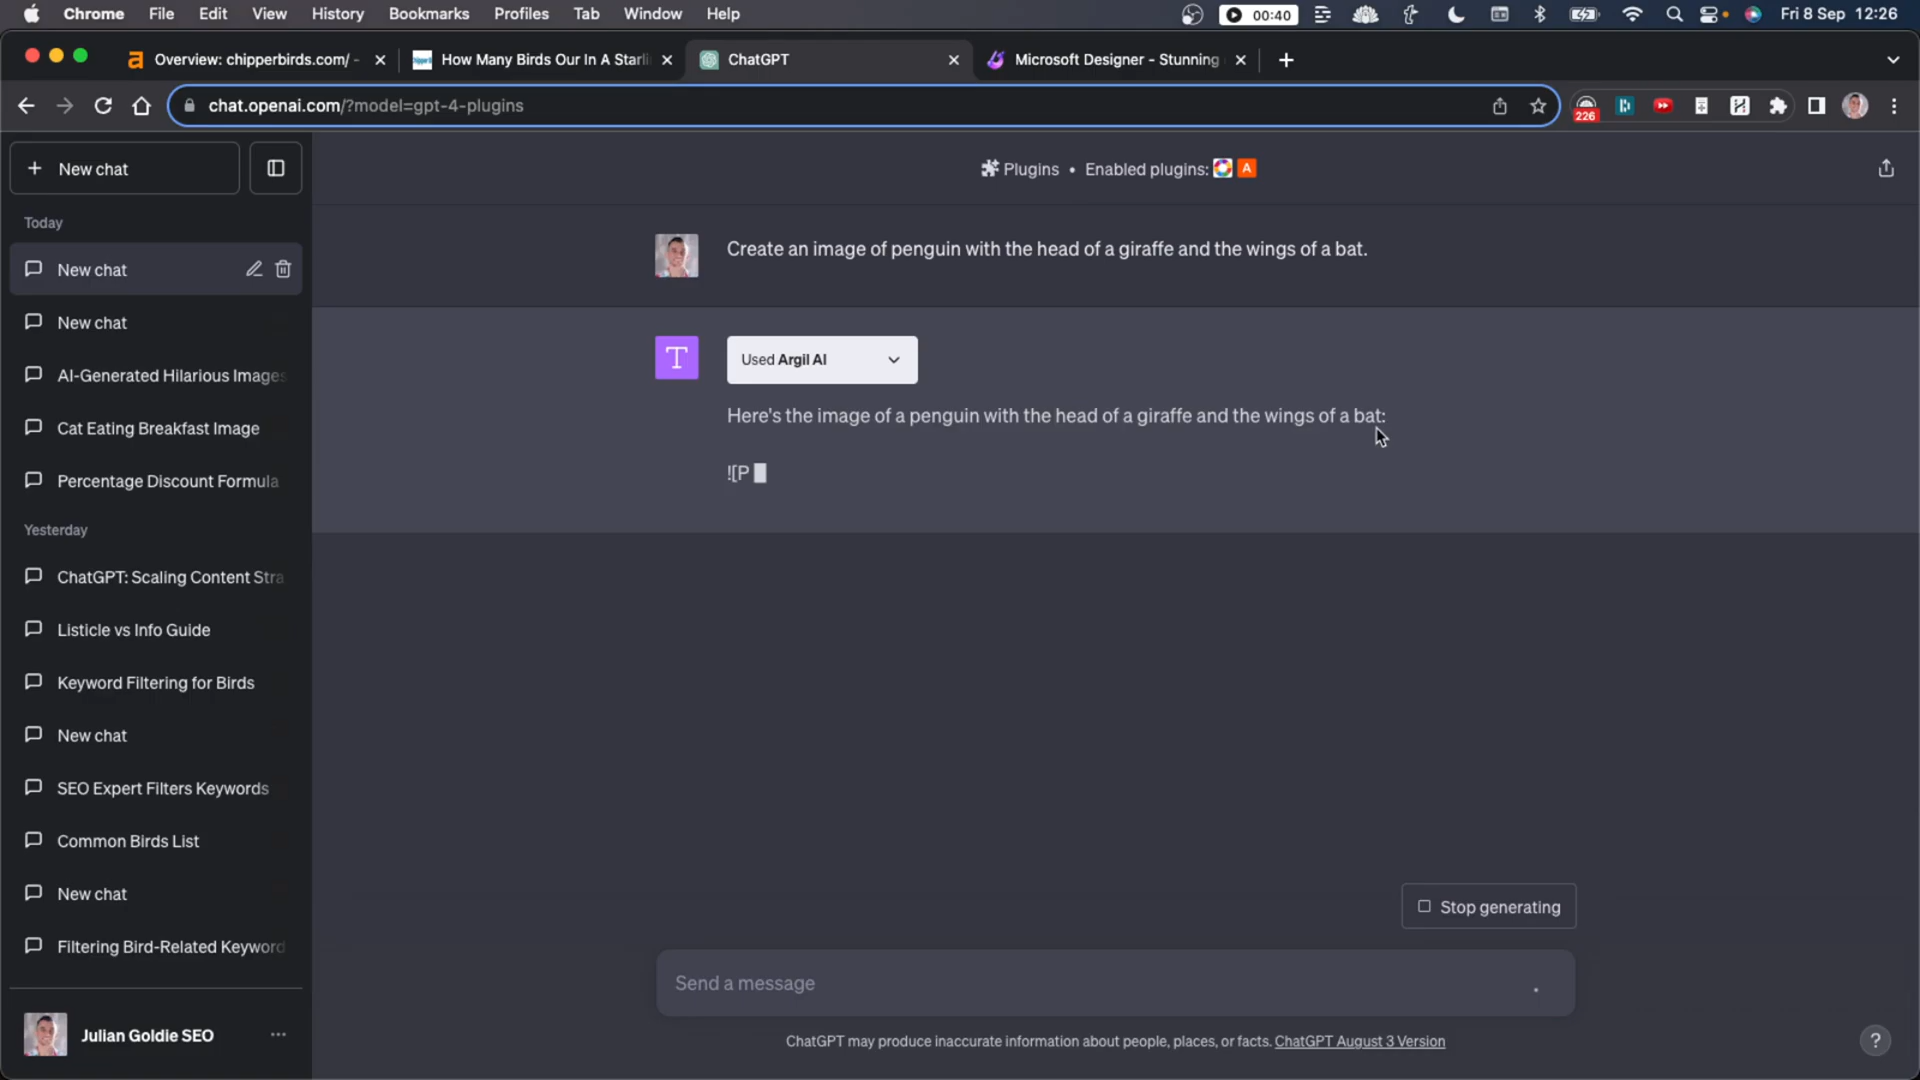 Chrome File Edit View History Bookmarks Profiles Tab Window Help 00:40 Fri 8 Sep 12:26
Overview: chipperbirds.com/ - How Many Birds Our In A Starli ChatGPT Microsoft Designer - Stunning
chat.openai.com/?model=gpt-4-plugins 226
New chat
Plugins • Enabled plugins: A
Today
New chat
New chat
AI-Generated Hilarious Images
Cat Eating Breakfast Image
Percentage Discount Formula
Yesterday
ChatGPT: Scaling Content Stra
Listicle vs Info Guide
Keyword Filtering for Birds
New chat
SEO Expert Filters Keywords
Common Birds List
New chat
Filtering Bird-Related Keyword
Julian Goldie SEO
Create an image of penguin with the head of a giraffe and the wings of a bat.
T
Used Argil AI
Here's the image of a penguin with the head of a giraffe and the wings of a bat:
![P
Stop generating
Send a message
ChatGPT may produce inaccurate information about people, places, or facts. ChatGPT August 3 Version
?